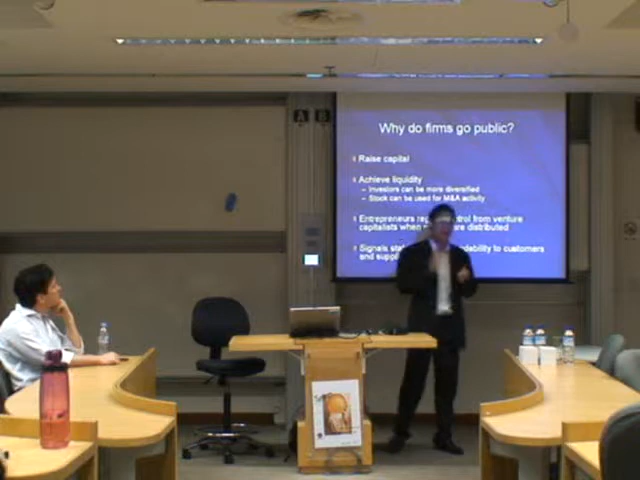 A B
Why do firms go public?
Raise capital
Achieve liquidity
– Investors can be more diversified
– Stock can be used for M&A activity
Entrepreneurs control from venture
capitalists when are distributed
Signals to customers
and